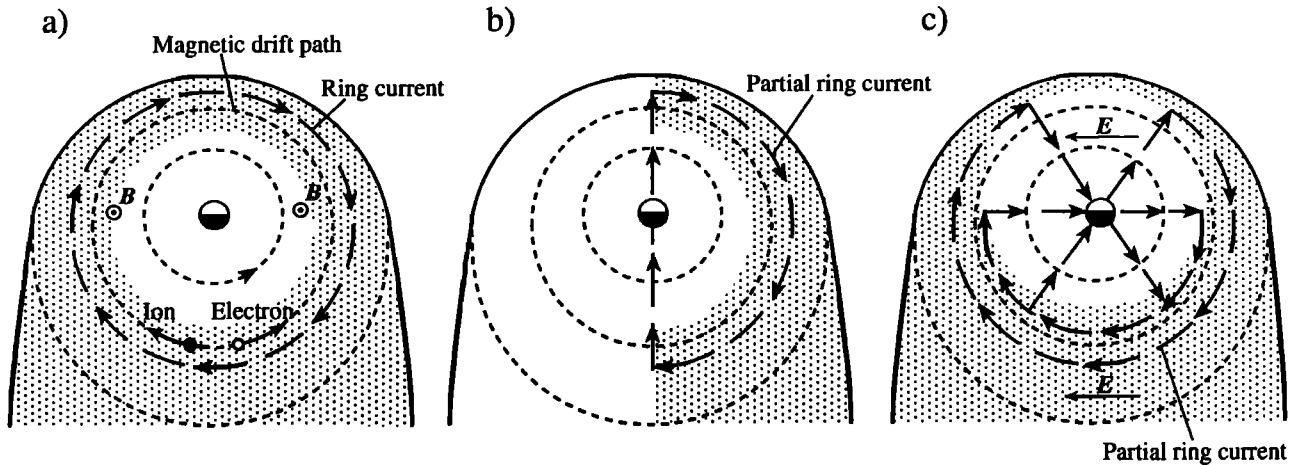 a)
Magnetic drift path
Ring current
B
B
Ion
Electron
b)
Partial ring current
c)
E
E
Partial ring current